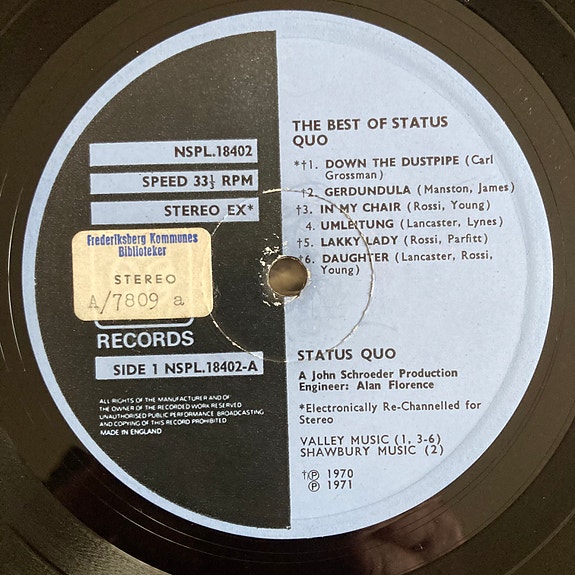 NSPL.18402
SPEED 33⅓ RPM
STEREO EX*
Frederiksberg Kommunes
Biblioteker
STEREO
A/7809 a
RECORDS
SIDE 1 NSPL.18402-A
ALL RIGHTS OF THE MANUFACTURER AND OF
THE OWNER OF THE RECORDED WORK RESERVED
UNAUTHORISED PUBLIC PERFORMANCE BROADCASTING
AND COPYING OF THIS RECORD PROHIBITED
MADE IN ENGLAND
THE BEST OF STATUS
QUO
*†1. DOWN THE DUSTPIPE (Carl
Grossman)
†2. GERDUNDULA (Manston, James)
†3. IN MY CHAIR (Rossi, Young)
4. UMLEITUNG (Lancaster, Lynes)
†5. LAKKY LADY (Rossi, Parfitt)
*6. DAUGHTER (Lancaster, Rossi,
Young)
STATUS QUO
A John Schroeder Production
Engineer: Alan Florence
*Electronically Re-Channelled for
Stereo
VALLEY MUSIC (1, 3-6)
SHAWBURY MUSIC (2)
†Ⓟ 1970
Ⓟ 1971